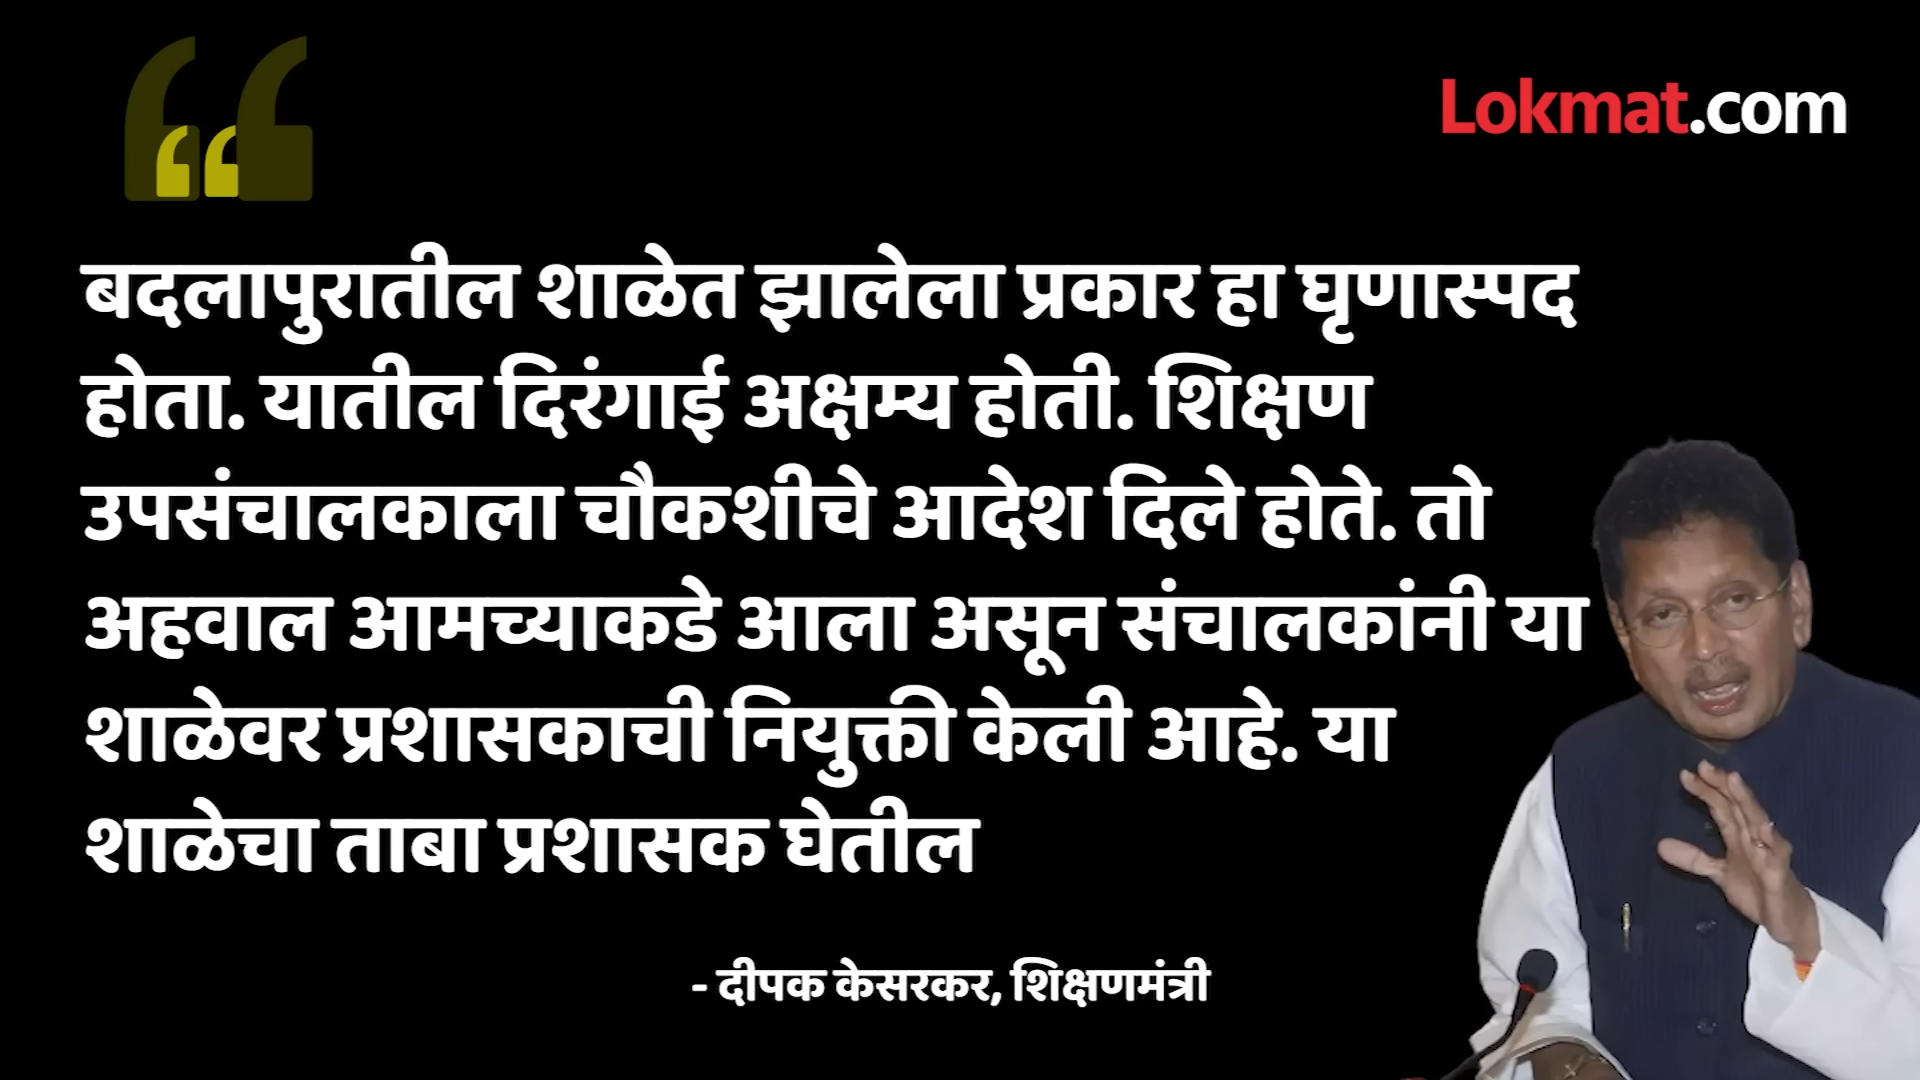 Lokmat.com
बदलापुरातील शाळेत झालेला प्रकार हा घृणास्पद
होता. यातील दिरंगाई अक्षम्य होती. शिक्षण
उपसंचालकाला चौकशीचे आदेश दिले होते. तो
अहवाल आमच्याकडे आला असून संचालकांनी या
शाळेवर प्रशासकाची नियुक्ती केली आहे. या
शाळेचा ताबा प्रशासक घेतील
- दीपक केसरकर, शिक्षणमंत्री